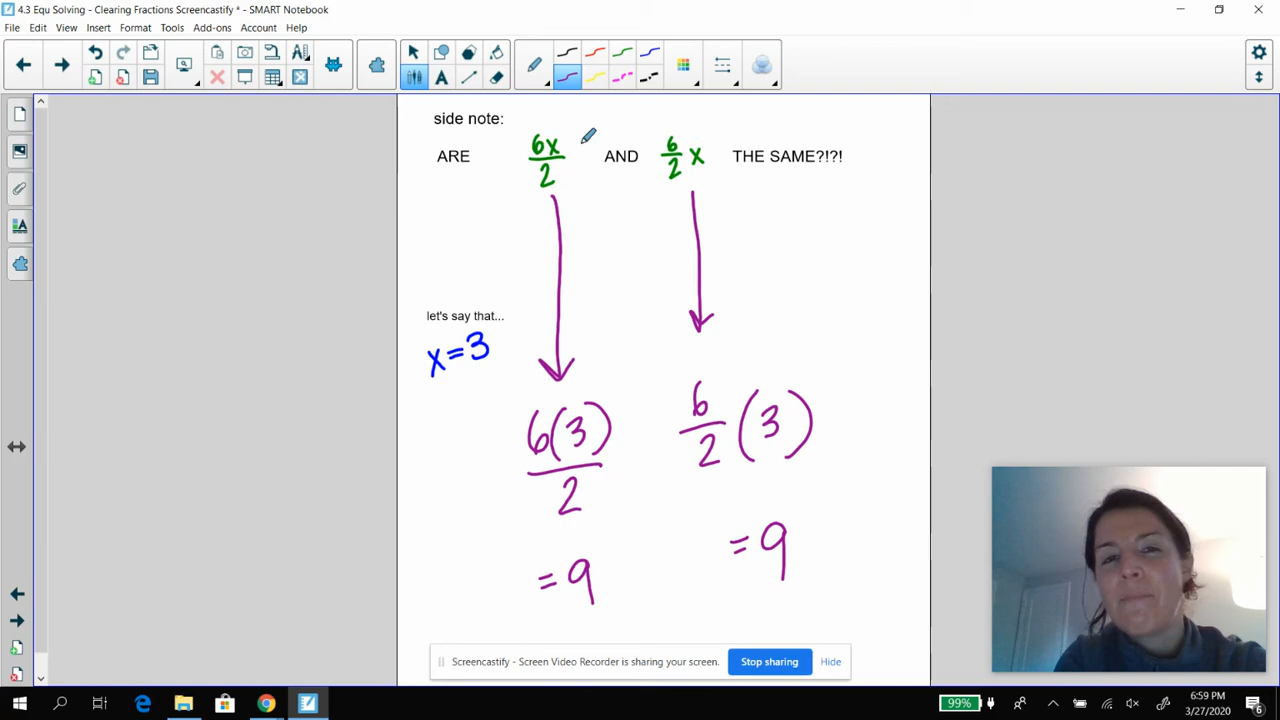 4.3 Equ Solving - Clearing Fractions Screencastify * - SMART Notebook
File Edit View Insert Format Tools Add-ons Account Help
side note:
ARE 6x/2 AND 6/2 x THE SAME?!?!
let's say that...
x=3
6(3)/2 6/2 (3)
= 9 = 9
Screencastify - Screen Video Recorder is sharing your screen. Stop sharing Hide
99% 6:59 PM
3/27/2020 6